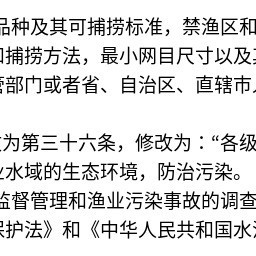 品种及其可捕捞标准，禁渔区和
和捕捞方法，最小网目尺寸以及其
管部门或者省、自治区、直辖市人
改为第三十六条，修改为：“各级
业水域的生态环境，防治污染。
监督管理和渔业污染事故的调查
保护法》和《中华人民共和国水污